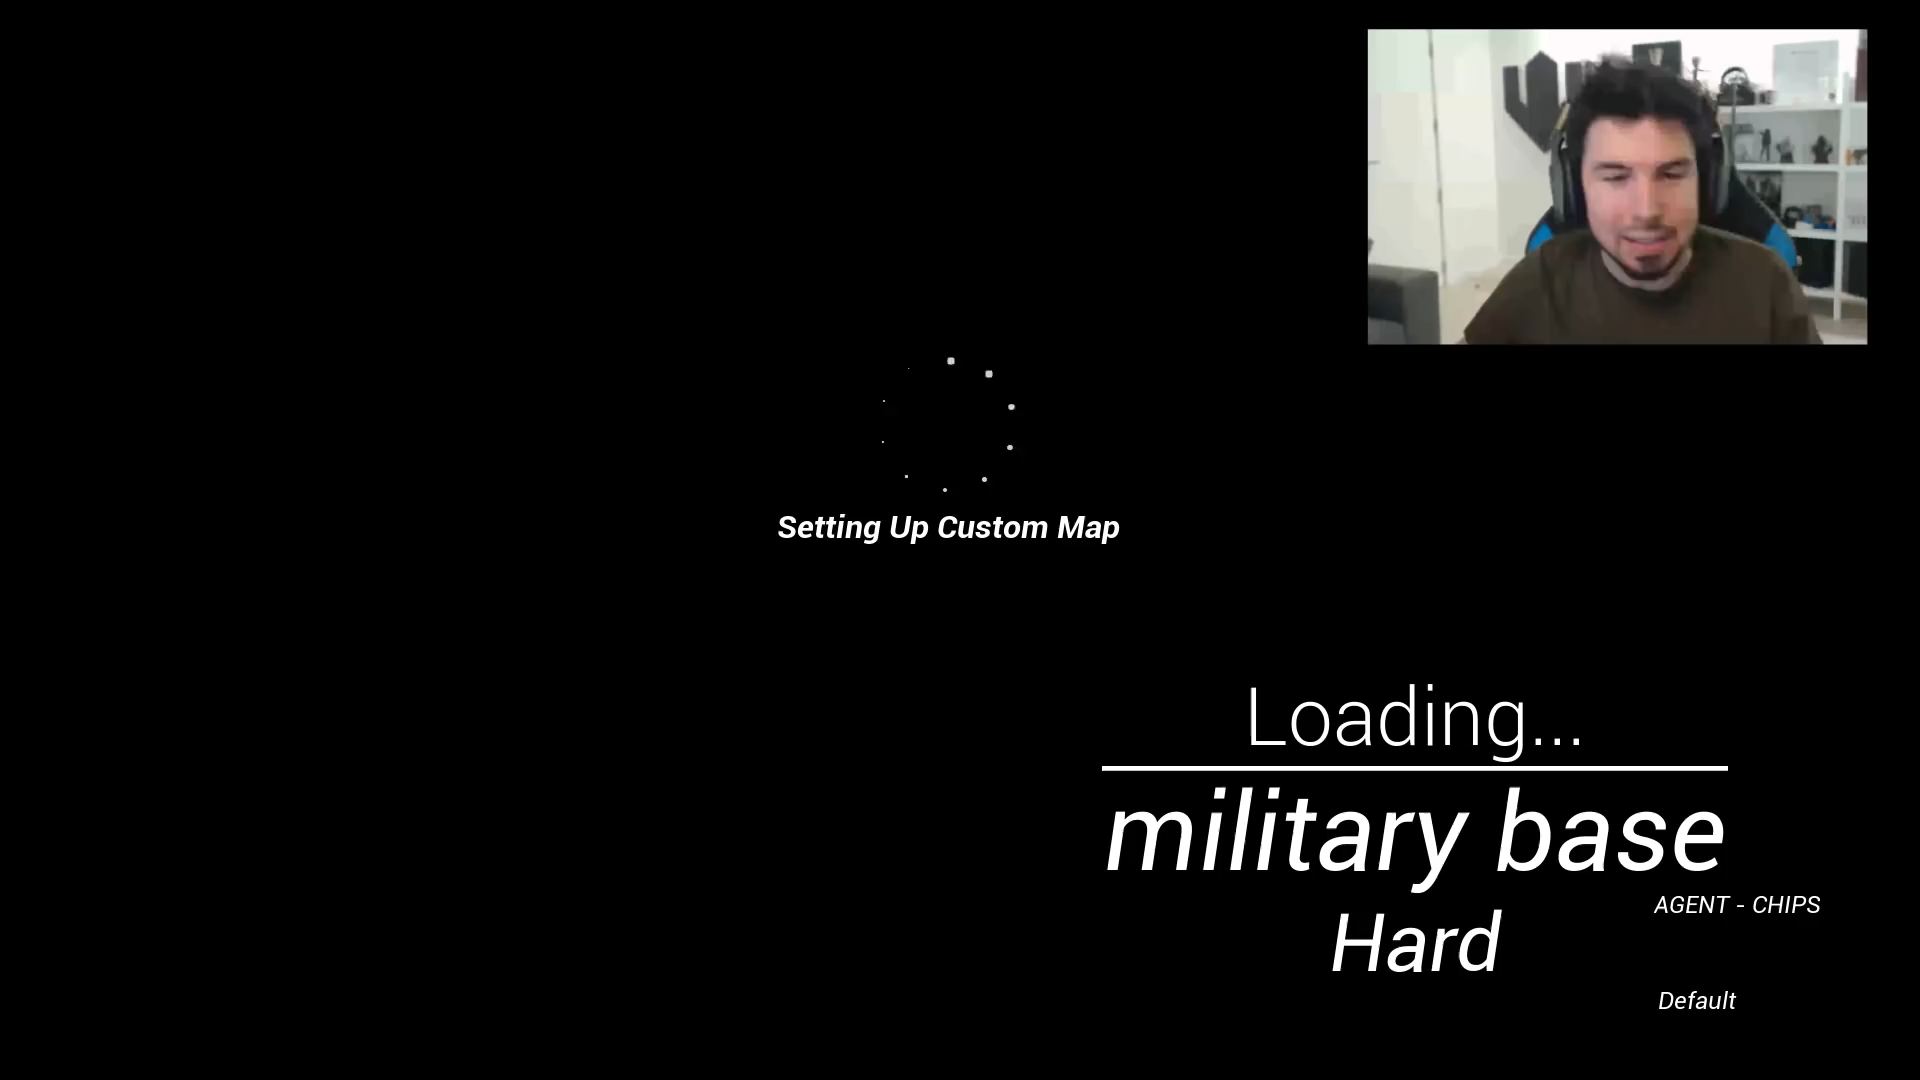 Setting Up Custom Map
Loading...
military base
AGENT - CHIPS
Hard
Default